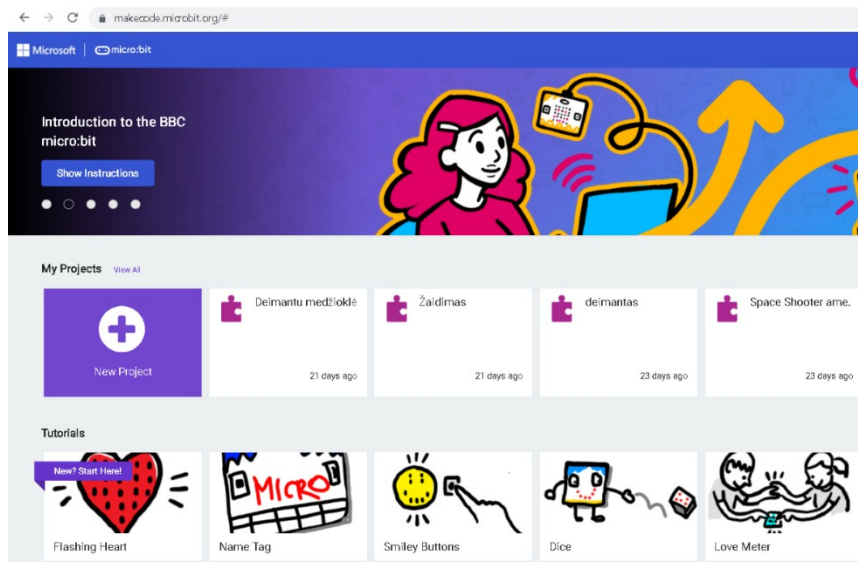 makecode.microbit.org/#
Microsoft | micro:bit
Introduction to the BBC
micro:bit
Show Instructions
My Projects View All
New Project
Deimantu medžioklė
21 days ago
Žaidimas
21 days ago
deimantas
23 days ago
Space Shooter ame.
23 days ago
Tutorials
New? Start Here!
Flashing Heart
MICRO
Name Tag
Smiley Buttons
Dice
Love Meter